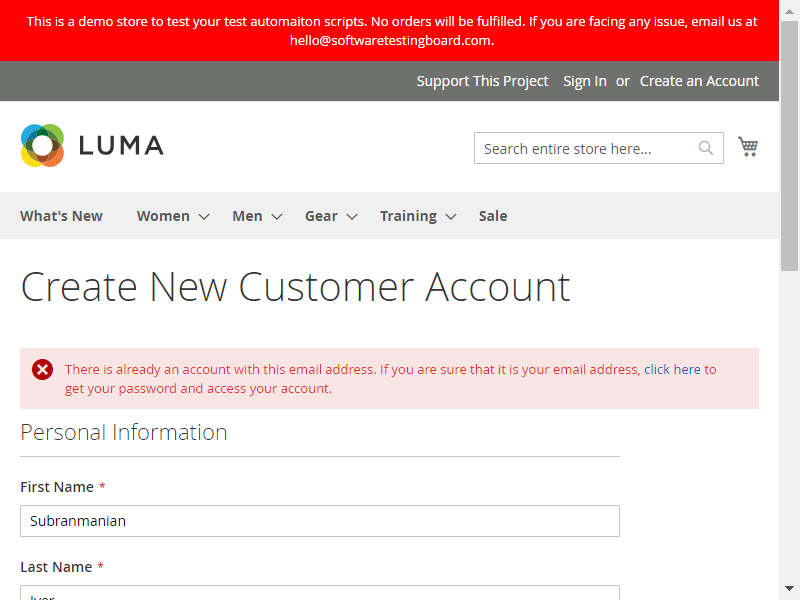 This is a demo store to test your test automaiton scripts. No orders will be fulfilled. If you are facing any issue, email us at
hello@softwaretestingboard.com.
Support This Project Sign In or Create an Account
LUMA
Search entire store here...
What's New Women Men Gear Training Sale
Create New Customer Account
There is already an account with this email address. If you are sure that it is your email address, click here to
get your password and access your account.
Personal Information
First Name *
Subranmanian
Last Name *
Iyer